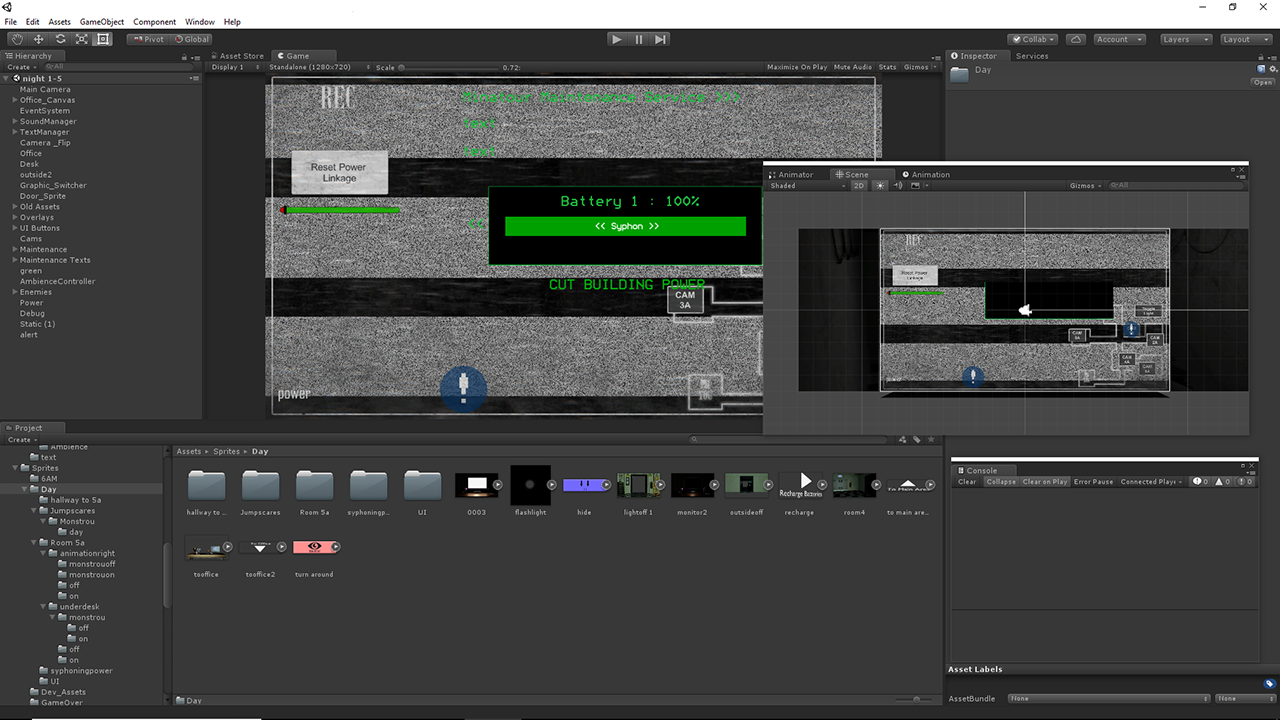 File Edit Assets GameObject Component Window Help
Pivot Global Collab Account Layers Layout
Hierarchy Asset Store Game Inspector Services
Create All Display 1 Standalone (1280x720) Scale 0.72: Maximize On Play Mute Audio Stats Gizmos Day
Open
night 1-5
Main Camera
Office_Canvas
EventSystem
SoundManager
TextManager
Camera _Flip
Office
Desk
outside2
Graphic_Switcher
Door_Sprite
Old Assets
Overlays
UI Buttons
Cams
Maintenance
Maintenance Texts
green
AmbienceController
Enemies
Power
Debug
Static (1)
alert
REC
Reset Power
Linkage
Battery 1 : 100%
<< Syphon >>
CUT BUILDING POWER
CAM
3A
power
Animator Scene Animation
Shaded 2D Gizmos All
REC
Reset Power
Linkage
Project
Create
Ambience
text
Sprites
6AM
Day
hallway to 5a
Jumpscares
Monstrou
day
Room 5a
animationright
monstrouoff
monstrouon
off
on
underdesk
monstrou
off
on
off
on
syphoningpower
UI
Dev_Assets
GameOver
Assets Sprites Day
hallway to ... Jumpscares Room 5a syphoningp... UI 0003 flashlight hide lightoff 1 monitor2 outsideoff recharge room4 to main are...
Recharge Batteries
tooffice tooffice2 turn around
Day
Console
Clear Collapse Clear on Play Error Pause Connected Player 0 0 0
Asset Labels
AssetBundle None None